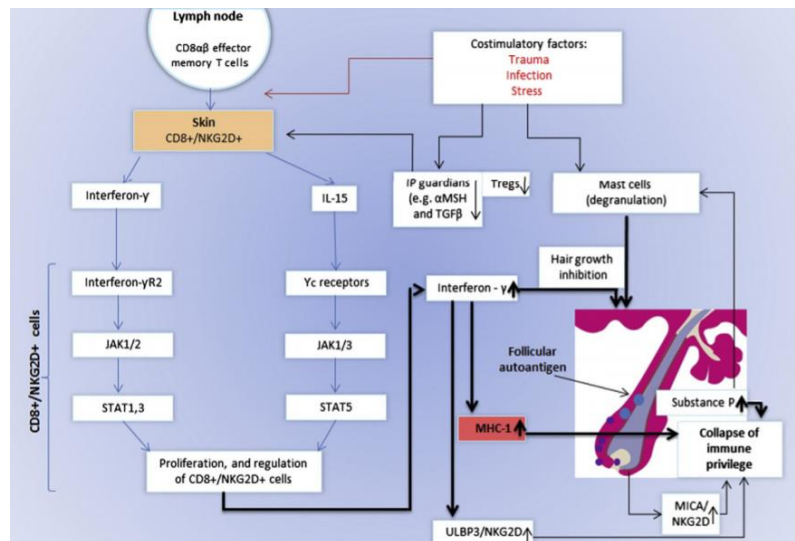 Lymph node
CD8αβ effector
memory T cells
Costimulatory factors:
Trauma
Infection
Stress
Skin
CD8+/NKG2D+
Interferon-γ
IL-15
IP guardians
(e.g. αMSH
and TGFβ
Tregs
Mast cells
(degranulation)
Hair growth
inhibition
Interferon-γR2
Yc receptors
Interferon - γ
JAK1/2
JAK1/3
Follicular
autoantigen
STAT1,3
STAT5
Substance P
MHC-1
Collapse of
immune
privilege
CD8+/NKG2D+ cells
Proliferation, and regulation
of CD8+/NKG2D+ cells
MICA/
NKG2D
ULBP3/NKG2D